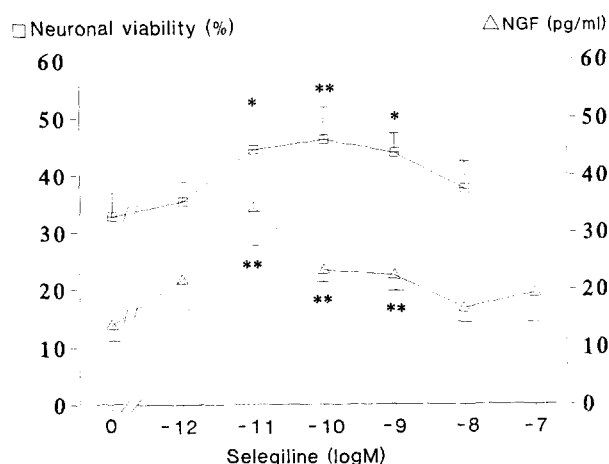 □ Neuronal viability (%)
△ NGF (pg/ml)
60
50
40
30
20
10
0
60
50
40
30
20
10
0
* ** *
** ** **
0 -12 -11 -10 -9 -8 -7
Selegiline (logM)